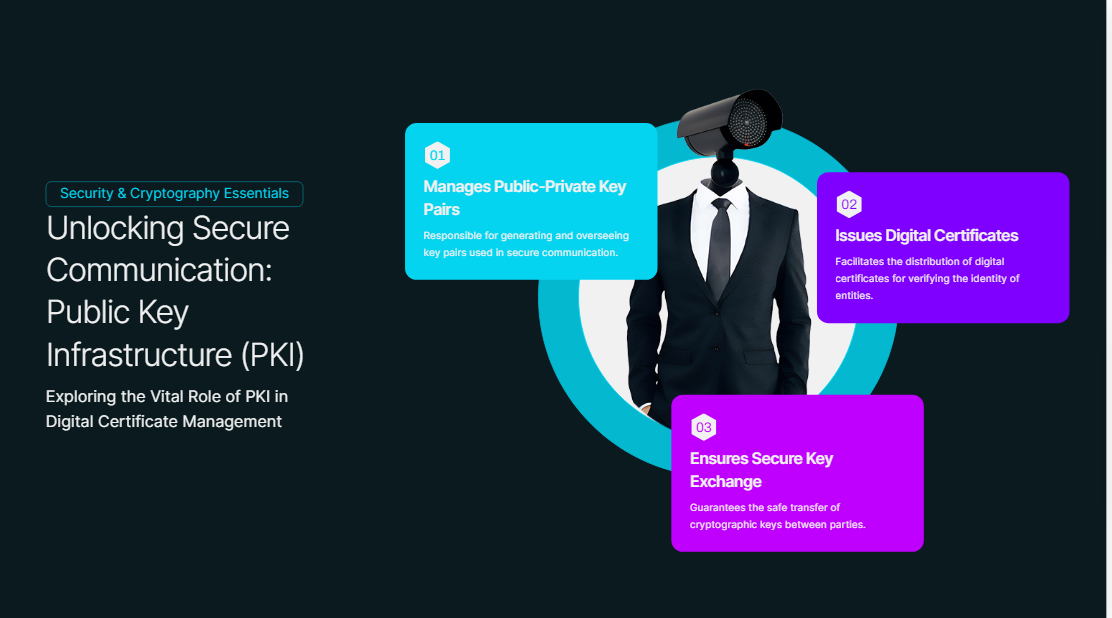 Security & Cryptography Essentials
Unlocking Secure
Communication:
Public Key
Infrastructure (PKI)
Exploring the Vital Role of PKI in
Digital Certificate Management
01
Manages Public-Private Key
Pairs
Responsible for generating and overseeing
key pairs used in secure communication.
02
Issues Digital Certificates
Facilitates the distribution of digital
certificates for verifying the identity of
entities.
03
Ensures Secure Key
Exchange
Guarantees the safe transfer of
cryptographic keys between parties.